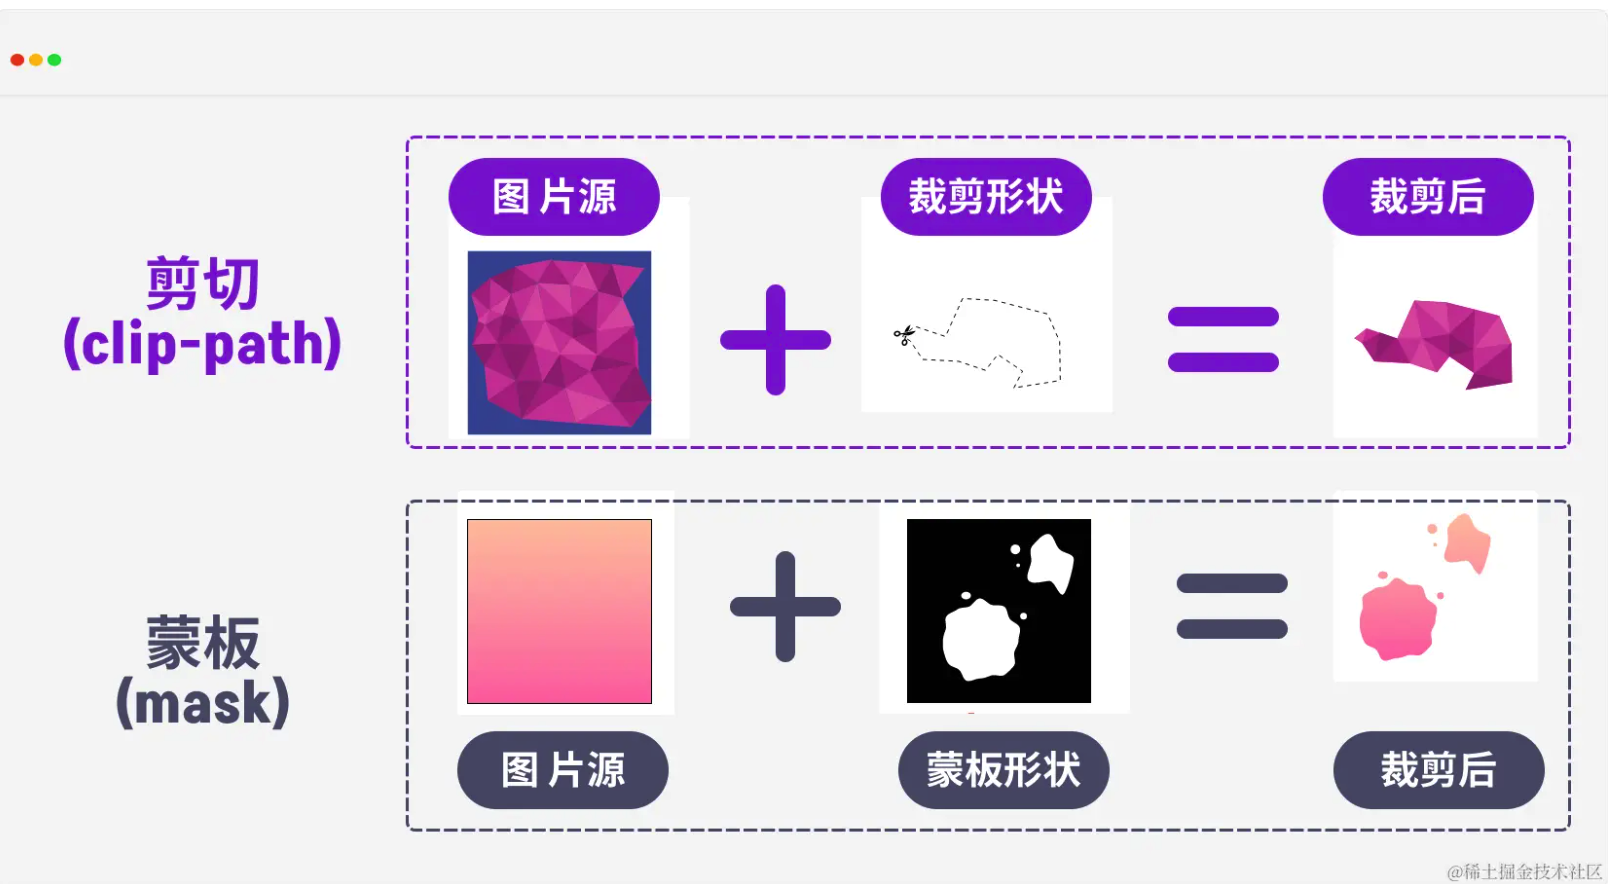 剪切
(clip-path)
图片源
裁剪形状
裁剪后
蒙板
(mask)
图片源
蒙板形状
裁剪后
@稀土掘金技术社区